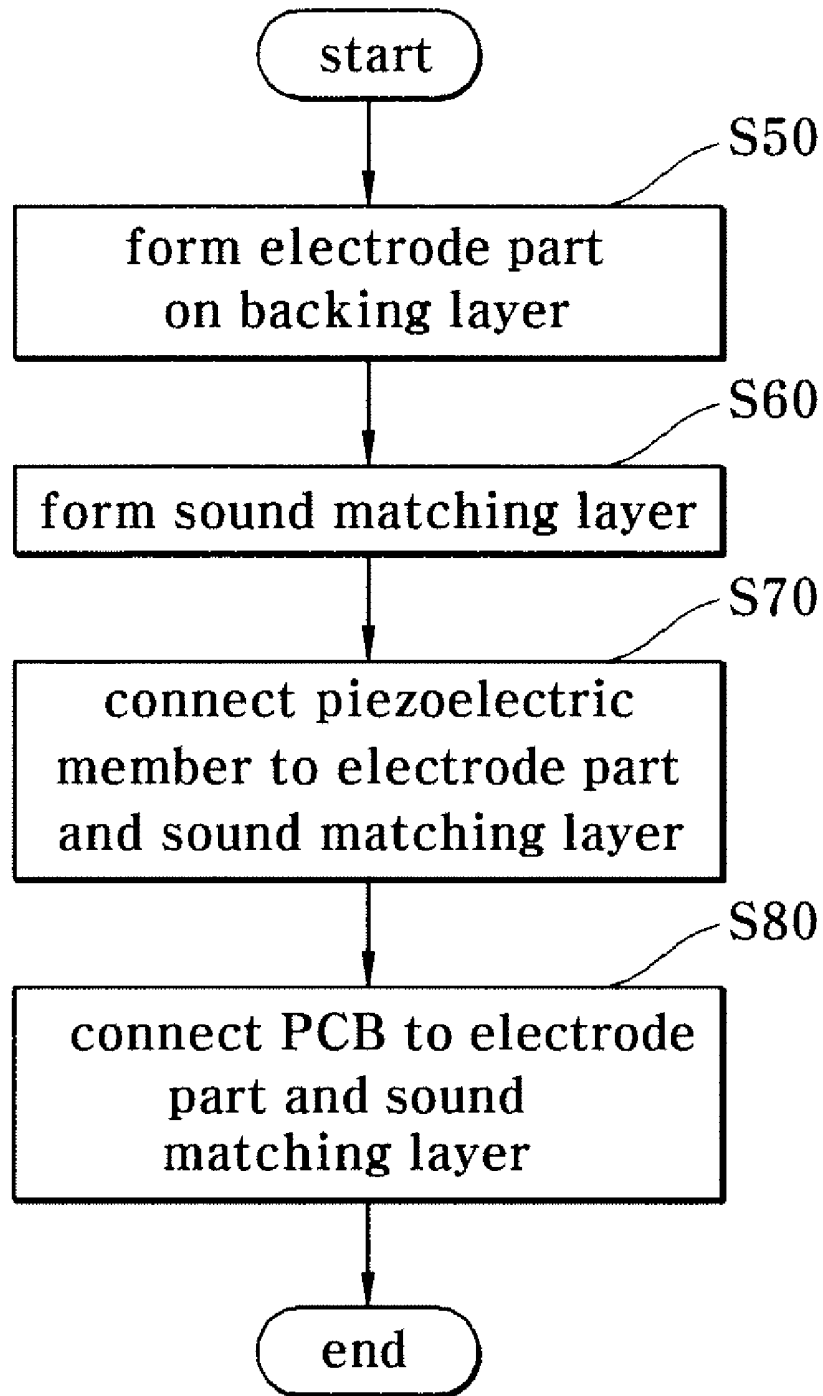 start
S50
form electrode part
on backing layer
S60
form sound matching layer
S70
connect piezoelectric
member to electrode part
and sound matching layer
S80
connect PCB to electrode
part and sound
matching layer
end